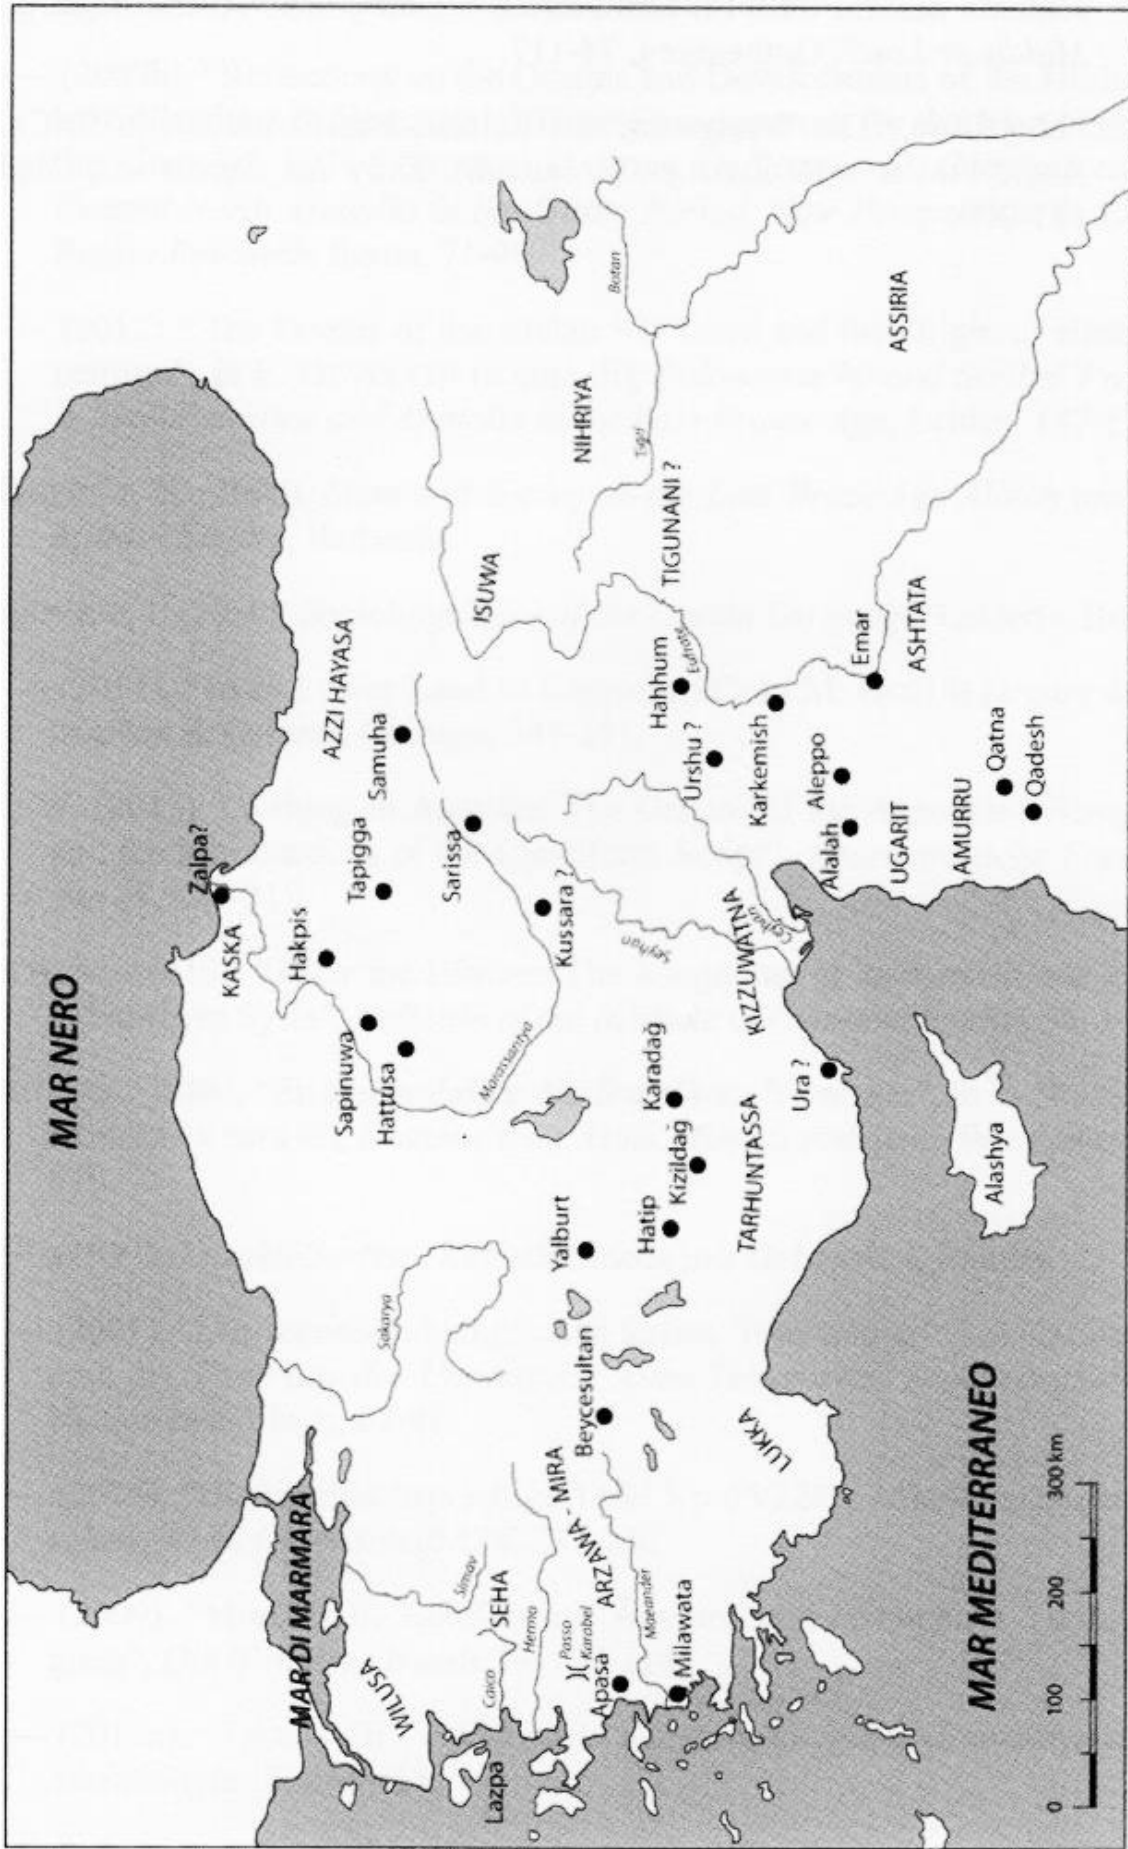 MAR NERO
MAR DI MARMARA
MAR MEDITERRANEO
Zalpa?
KASKA
Hakpis
AZZI HAYASA
Tapigga
Samuha
Sapinuwa
Hattusa
Sarissa
Kussara ?
Marassantya
ISUWA
NIHRIYA
Botan
Tigri
TIGUNANI ?
Hahhum
Eufrate
Urshu ?
Karkemish
Emar
ASHTATA
ASSIRIA
Aleppo
Alalah
UGARIT
AMURRU
Qatna
Qadesh
Seyhan
Ceyhan
KIZZUWATNA
Karadağ
Kizildağ
Hatip
Yalburt
TARHUNTASSA
Ura ?
Alashya
Sakarya
Beycesultan
LUKKA
WILUSA
Simav
SEHA
Caico
Hermo
Passo
Karabel
ARZAWA - MIRA
Maeander
Apasa
Milawata
Lazpa
0 100 200 300 km